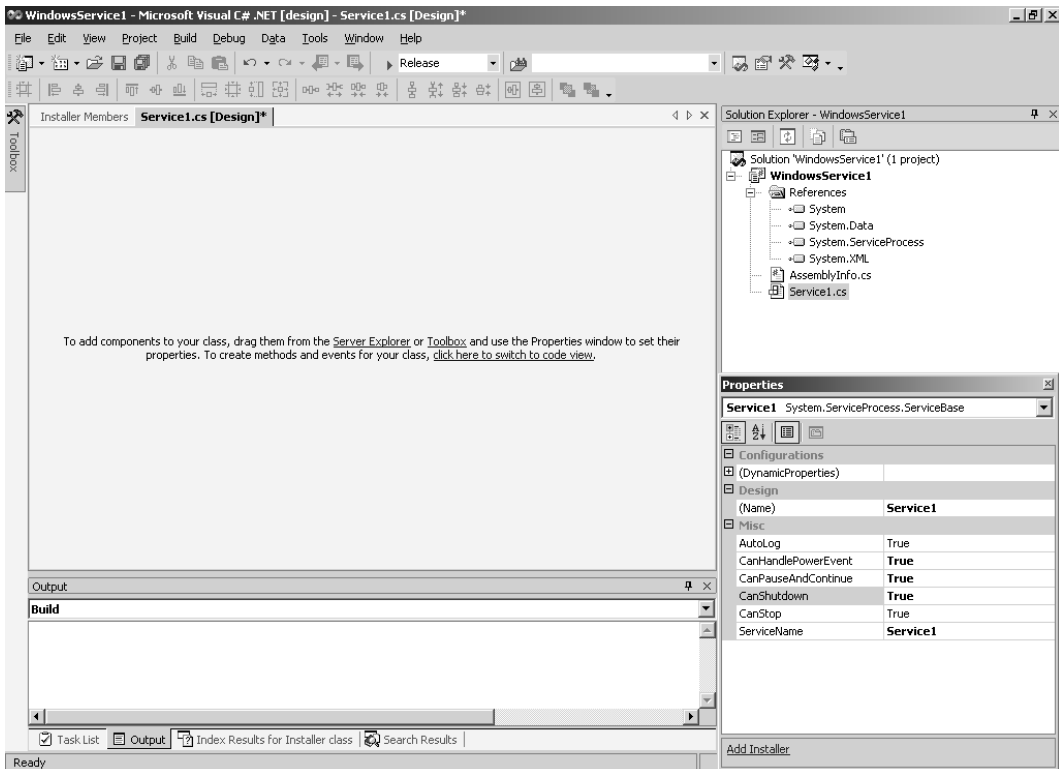 WindowsService1 - Microsoft Visual C# .NET [design] - Service1.cs [Design]*
File Edit View Project Build Debug Data Tools Window Help
Release
Toolbox
Installer Members Service1.cs [Design]*
To add components to your class, drag them from the Server Explorer or Toolbox and use the Properties window to set their
properties. To create methods and events for your class, click here to switch to code view.
Output
Build
Task List Output Index Results for Installer class Search Results
Ready
Solution Explorer - WindowsService1
Solution 'WindowsService1' (1 project)
WindowsService1
References
System
System.Data
System.ServiceProcess
System.XML
AssemblyInfo.cs
Service1.cs
Properties
Service1 System.ServiceProcess.ServiceBase
Configurations
(DynamicProperties)
Design
(Name) Service1
Misc
AutoLog True
CanHandlePowerEvent True
CanPauseAndContinue True
CanShutdown True
CanStop True
ServiceName Service1
Add Installer